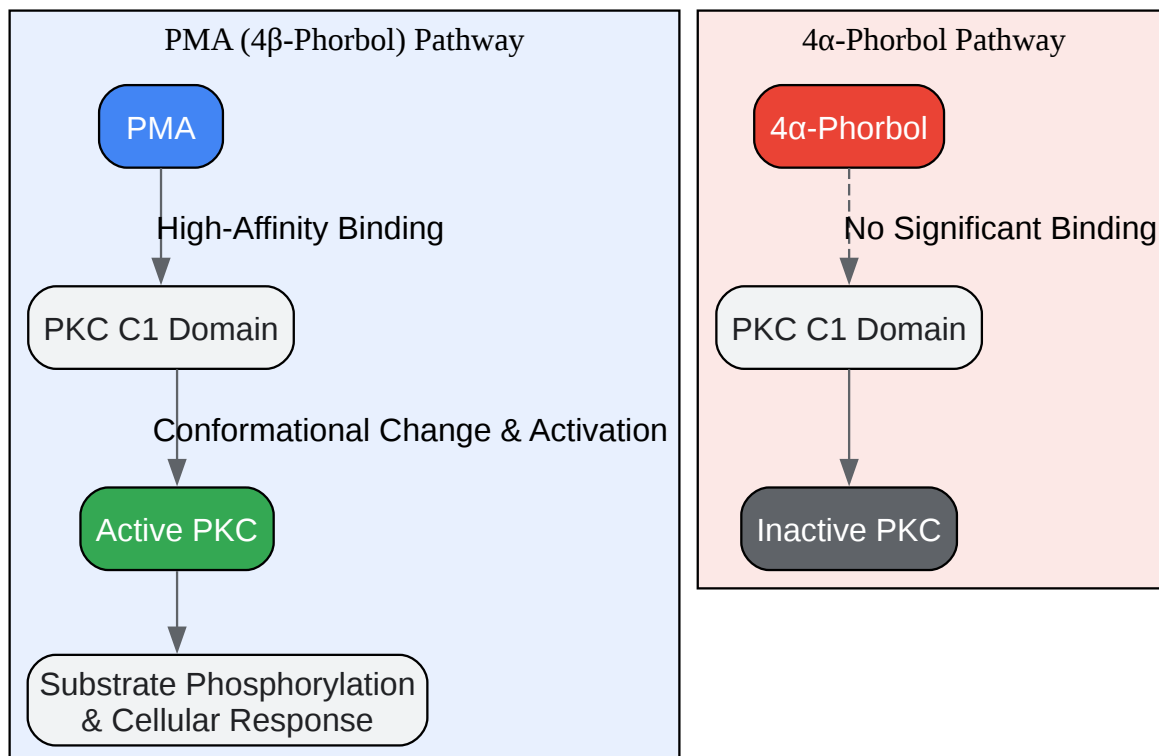 PMA (4β-Phorbol) Pathway
PMA
High-Affinity Binding
PKC C1 Domain
Conformational Change & Activation
Active PKC
Substrate Phosphorylation
& Cellular Response
4α-Phorbol Pathway
4α-Phorbol
No Significant Binding
PKC C1 Domain
Inactive PKC